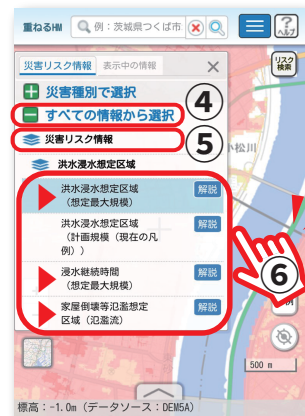 重ねるHM
例：茨城県つくば市
ヘルプ
災害リスク情報 表示中の情報
リスク
検索
災害種別で選択
④
すべての情報から選択
⑤
災害リスク情報
小松川
洪水浸水想定区域
洪水浸水想定区域
（想定最大規模）
解説
洪水浸水想定区域
（計画規模（現在の凡
例））
解説
⑥
浸水継続時間
（想定最大規模）
解説
例
家屋倒壊等氾濫想定
区域（氾濫流）
解説
500 m
標高：-1.0m（データソース：DEM5A）